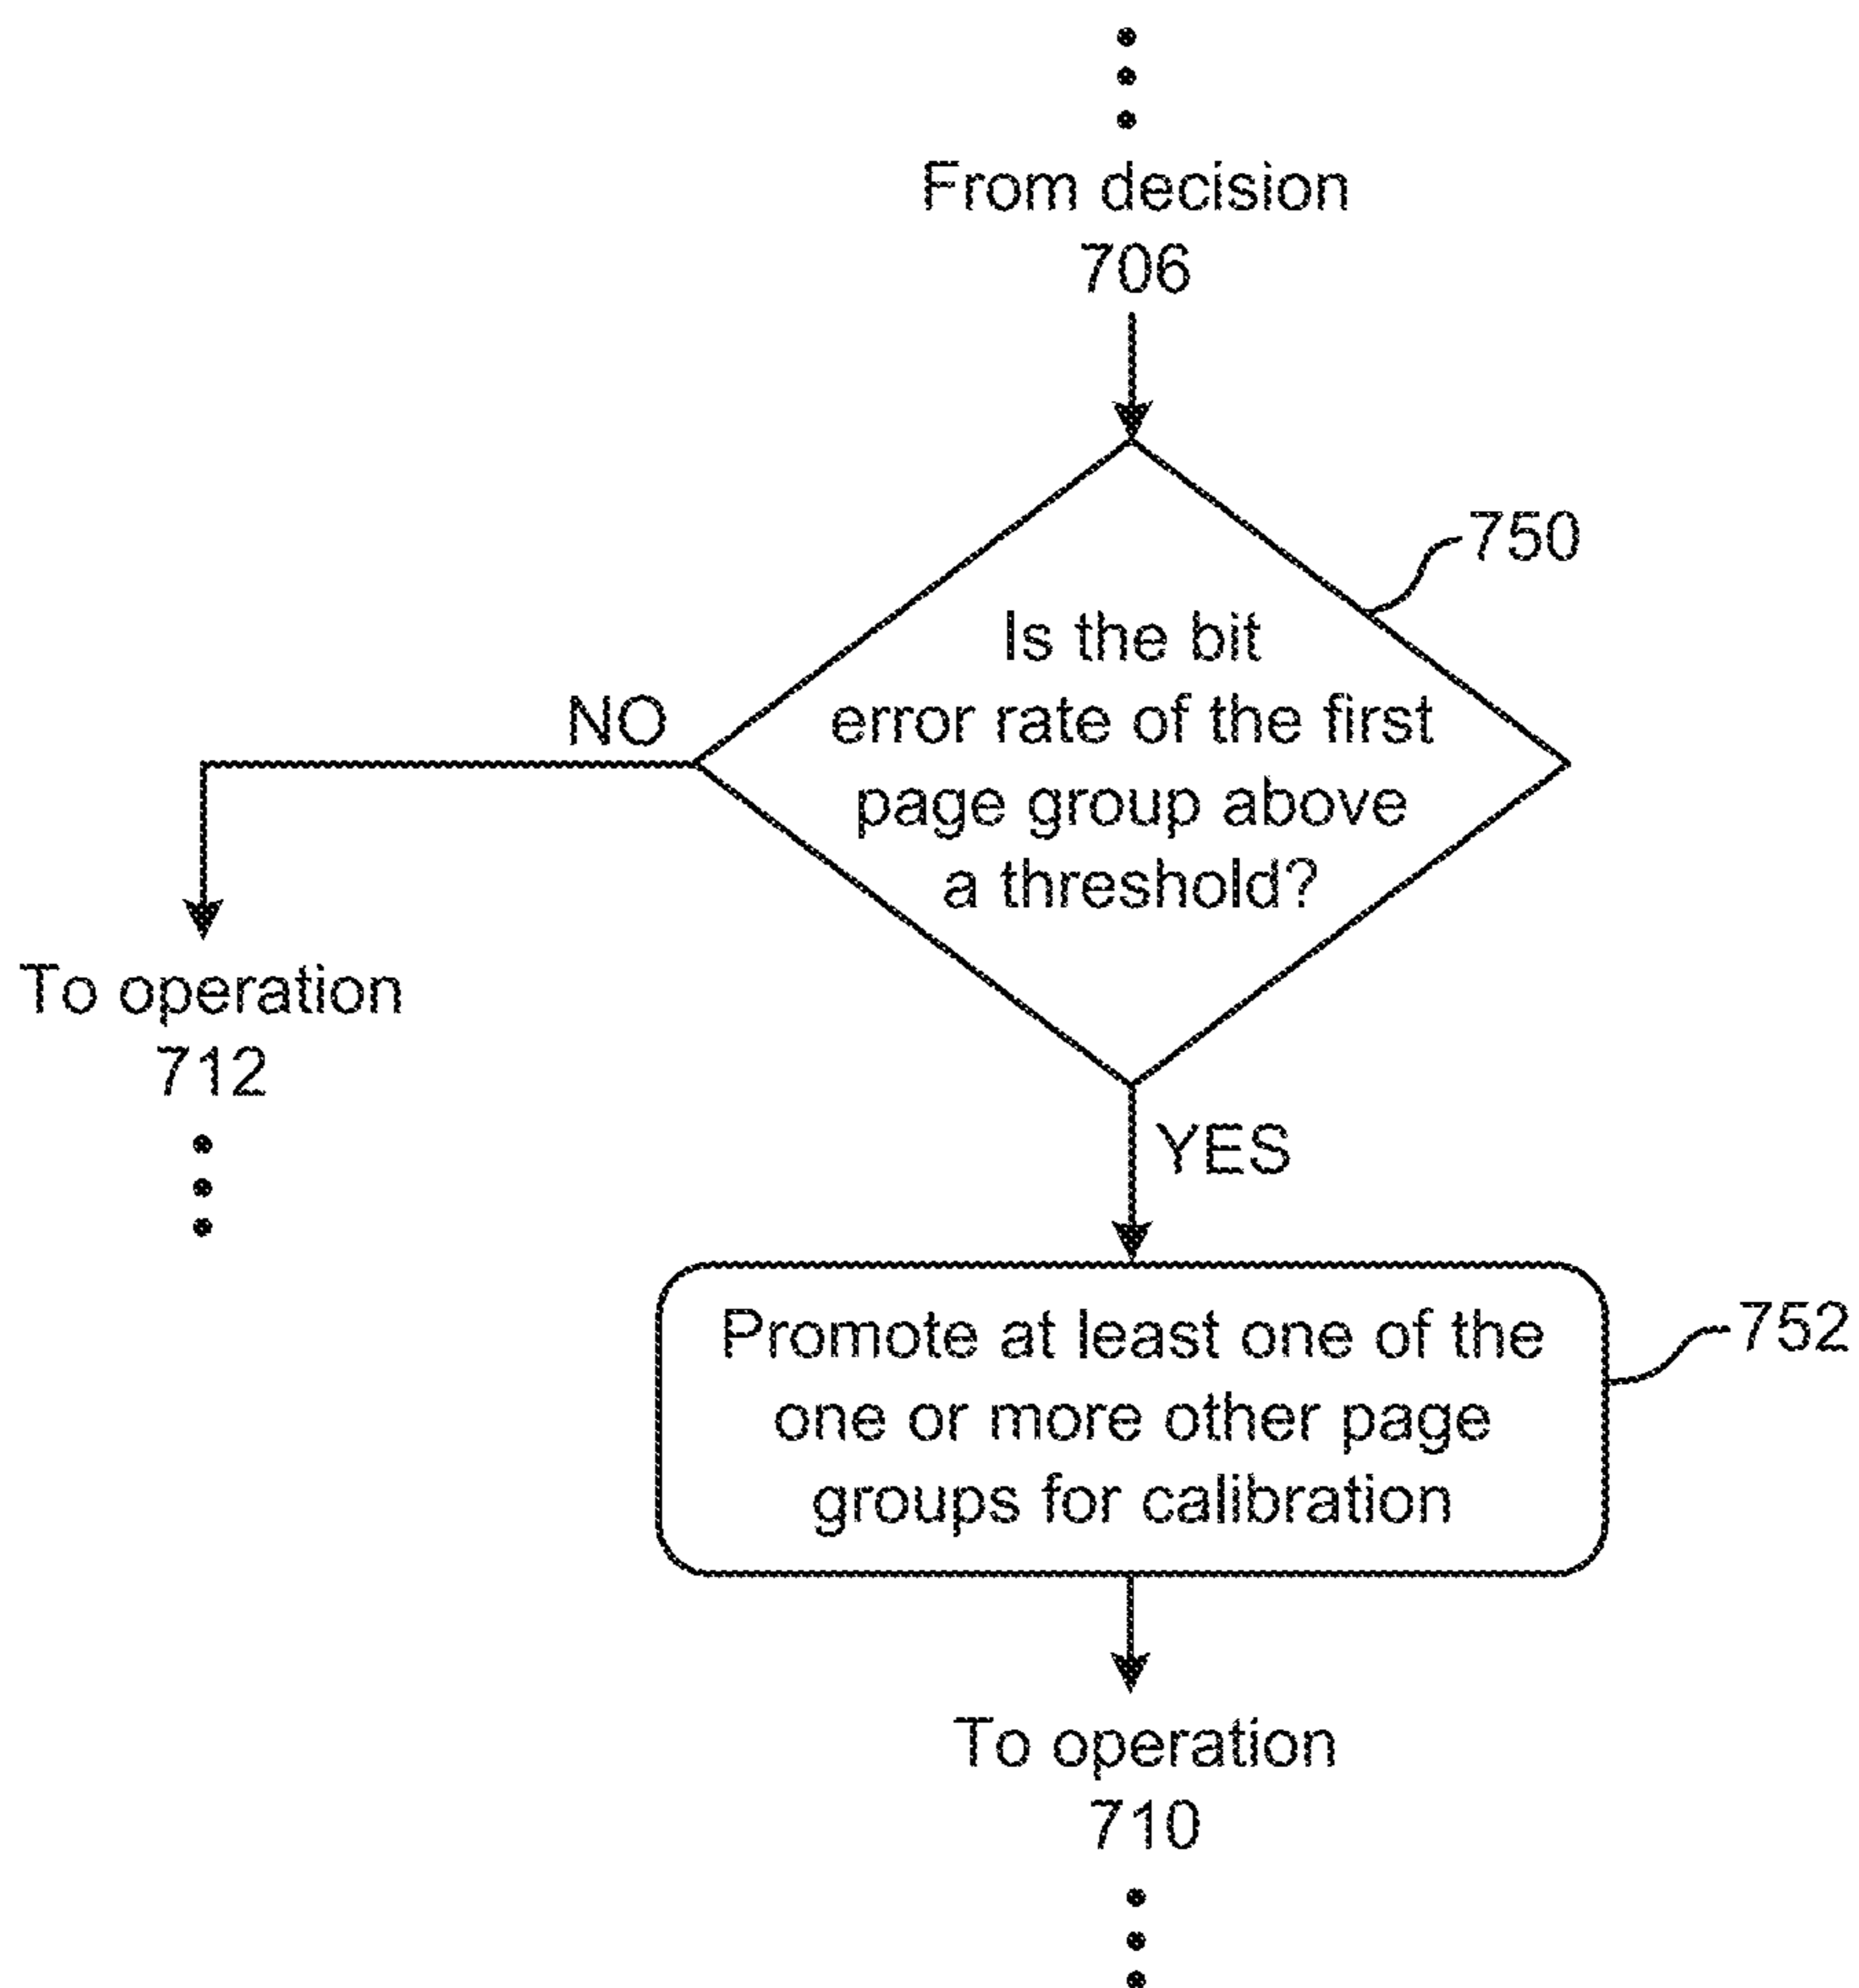 From decision
706
750
Is the bit
error rate of the first
page group above
a threshold?
NO
To operation
712
YES
Promote at least one of the
one or more other page
groups for calibration
752
To operation
710